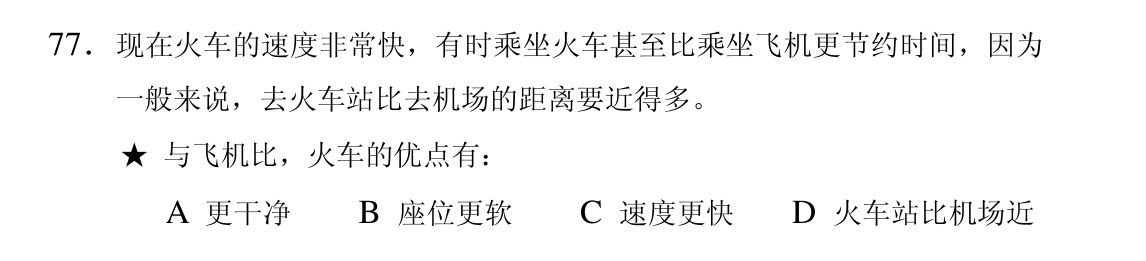 77．现在火车的速度非常快，有时乘坐火车甚至比乘坐飞机更节约时间，因为
一般来说，去火车站比去机场的距离要近得多。
★ 与飞机比，火车的优点有：
A 更干净 B 座位更软 C 速度更快 D 火车站比机场近